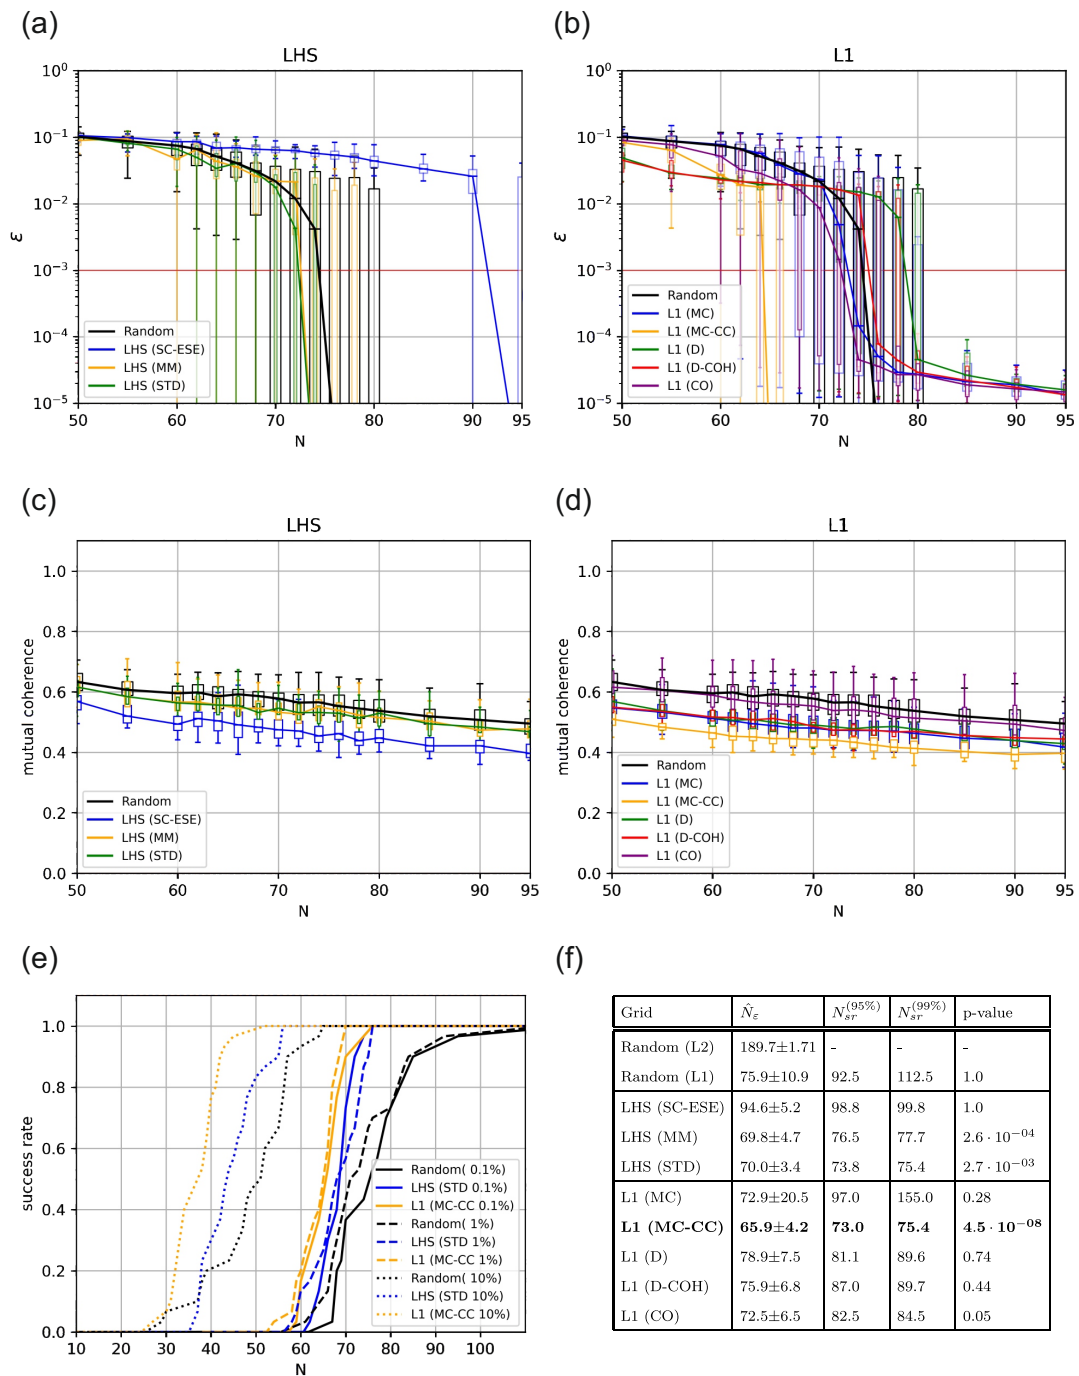 (a)
LHS
10⁰
10⁻¹
10⁻²
10⁻³
10⁻⁴
10⁻⁵
ε
Random
LHS (SC-ESE)
LHS (MM)
LHS (STD)
50 60 70 80 90 95
N
(b)
L1
10⁰
10⁻¹
10⁻²
10⁻³
10⁻⁴
10⁻⁵
ε
Random
L1 (MC)
L1 (MC-CC)
L1 (D)
L1 (D-COH)
L1 (CO)
50 60 70 80 90 95
N
(c)
LHS
1.0
0.8
0.6
0.4
0.2
0.0
mutual coherence
Random
LHS (SC-ESE)
LHS (MM)
LHS (STD)
50 60 70 80 90 95
N
(d)
L1
1.0
0.8
0.6
0.4
0.2
0.0
mutual coherence
Random
L1 (MC)
L1 (MC-CC)
L1 (D)
L1 (D-COH)
L1 (CO)
50 60 70 80 90 95
N
(e)
1.0
0.8
0.6
0.4
0.2
0.0
success rate
Random( 0.1%)
LHS (STD 0.1%)
L1 (MC-CC 0.1%)
Random( 1%)
LHS (STD 1%)
L1 (MC-CC 1%)
Random( 10%)
LHS (STD 10%)
L1 (MC-CC 10%)
10 20 30 40 50 60 70 80 90 100
N
(f)
Grid N̂_ε N_sr^(95%) N_sr^(99%) p-value
Random (L2) 189.7±1.71 - - -
Random (L1) 75.9±10.9 92.5 112.5 1.0
LHS (SC-ESE) 94.6±5.2 98.8 99.8 1.0
LHS (MM) 69.8±4.7 76.5 77.7 2.6 · 10⁻⁰⁴
LHS (STD) 70.0±3.4 73.8 75.4 2.7 · 10⁻⁰³
L1 (MC) 72.9±20.5 97.0 155.0 0.28
L1 (MC-CC) 65.9±4.2 73.0 75.4 4.5 · 10⁻⁰⁸
L1 (D) 78.9±7.5 81.1 89.6 0.74
L1 (D-COH) 75.9±6.8 87.0 89.7 0.44
L1 (CO) 72.5±6.5 82.5 84.5 0.05